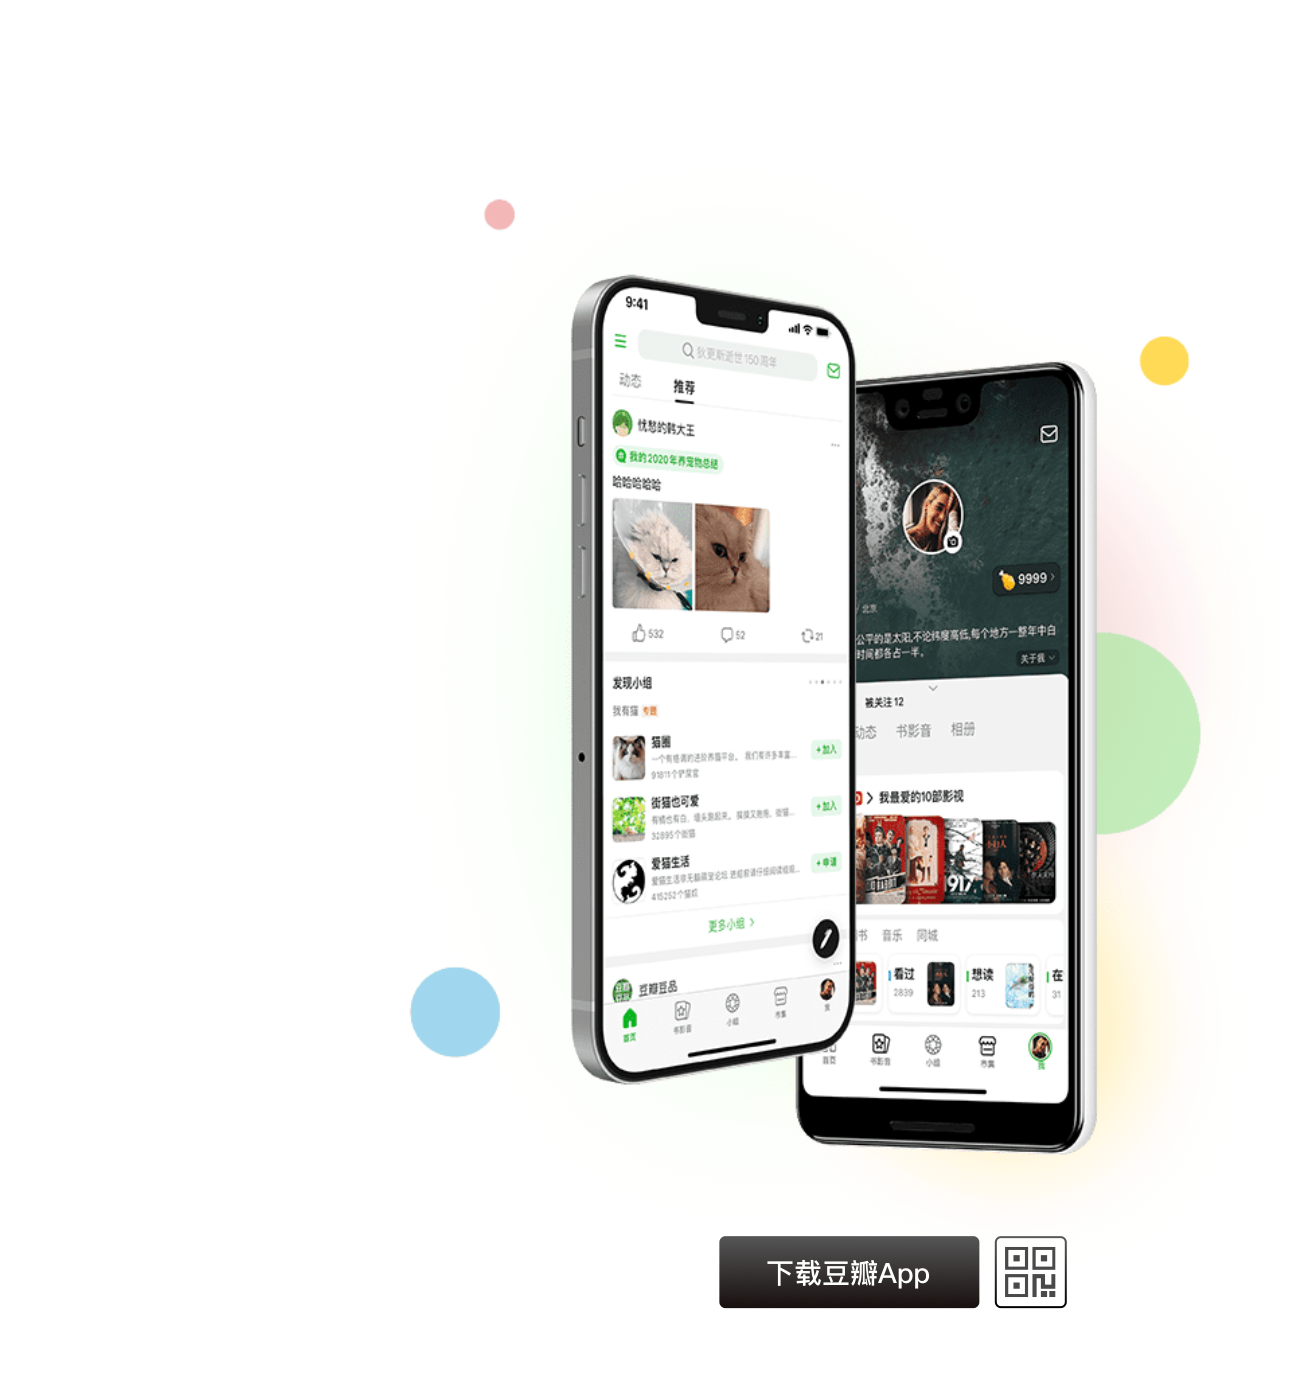 9:41
狄更斯逝世150周年
动态 推荐
忧愁的韩大王
我的2020年养宠物总结
哈哈哈哈哈
532 52 21
发现小组
我有猫 专题
猫圈
一个有格调的进阶养猫平台。 我们有许多丰富...
91811个铲屎官
+加入
街猫也可爱
32895个街猫
+加入
爱猫生活
415252个猫奴
+申请
更多小组 >
豆瓣豆品
首页 书影音 小组 市集 我
9999 >
/ 北京
公平的是太阳,不论纬度高低,每个地方一整年中白
时间都各占一半。
关于我
被关注 12
动态 书影音 相册
我最爱的10部影视
917
书 音乐 同城
看过
2839
想读
213
在
31
首页 书影音 小组 市集 我
下载豆瓣App